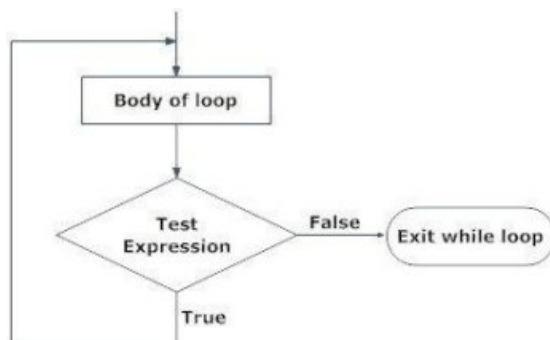 Body of loop
Test
Expression
False
Exit while loop
True